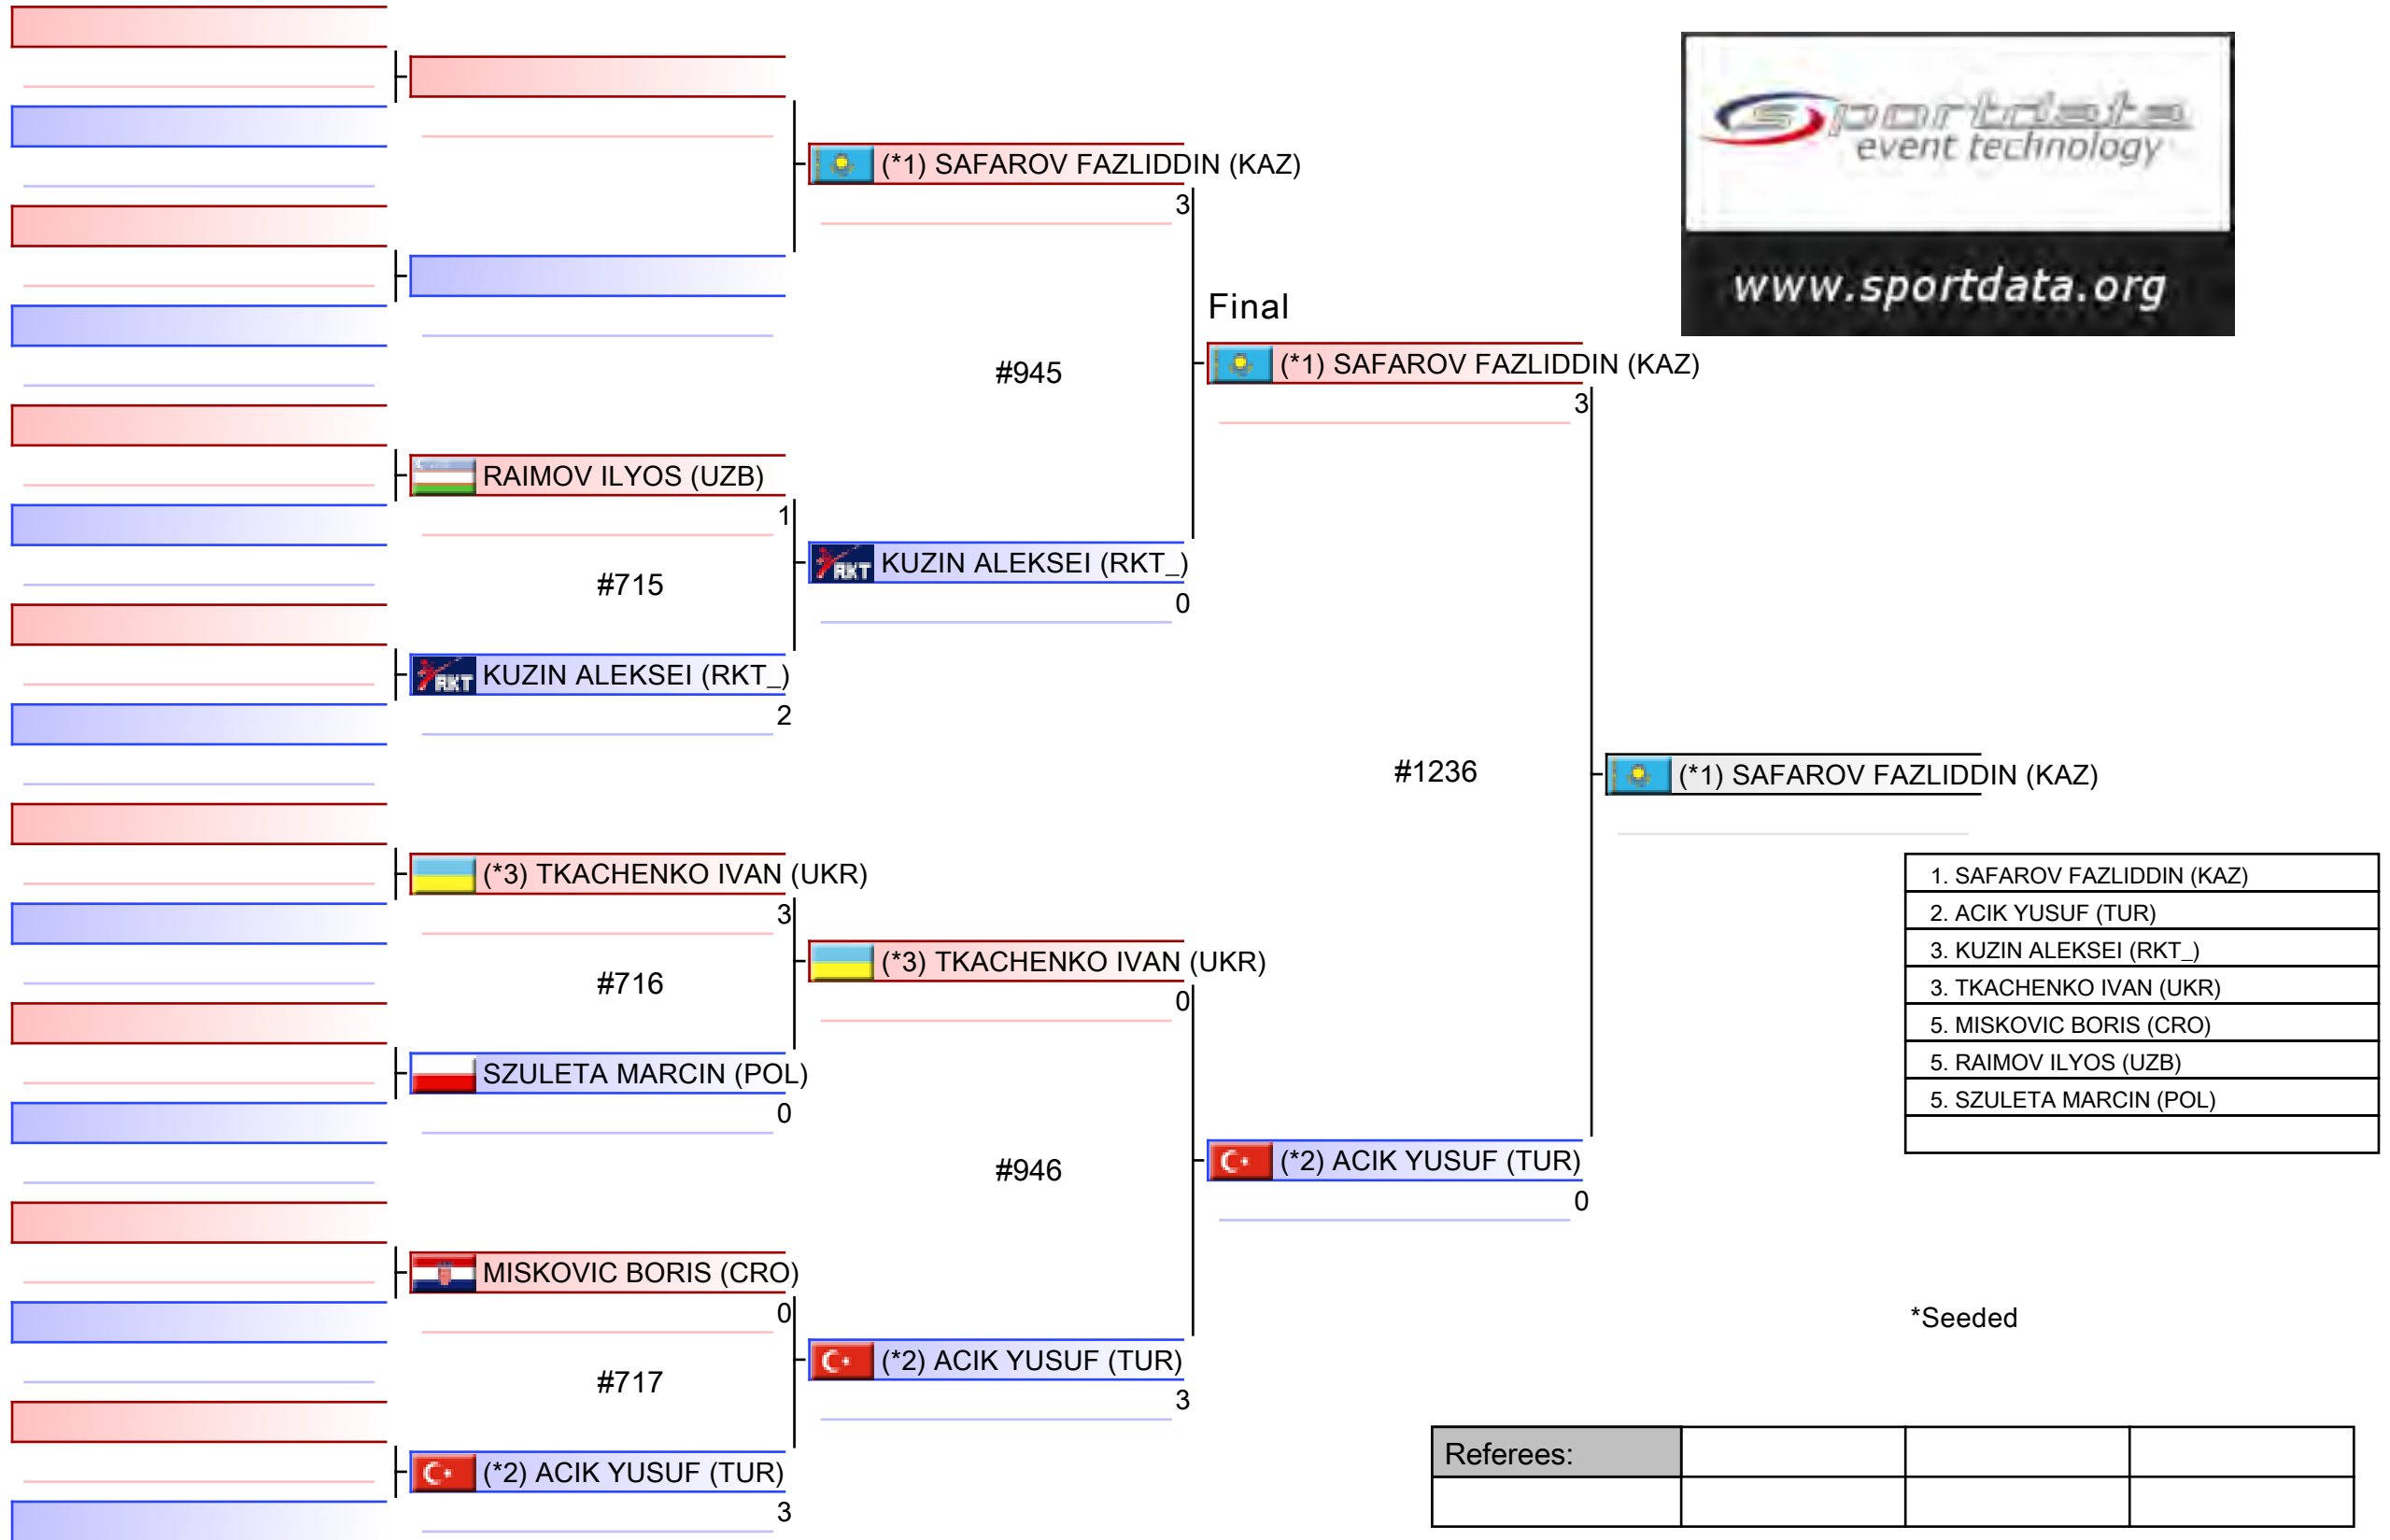 sportdata
event technology
www.sportdata.org
(*1) SAFAROV FAZLIDDIN (KAZ)
3
Final
#945
(*1) SAFAROV FAZLIDDIN (KAZ)
3
RAIMOV ILYOS (UZB)
1
#715
RKT KUZIN ALEKSEI (RKT_)
0
RKT KUZIN ALEKSEI (RKT_)
2
#1236
(*1) SAFAROV FAZLIDDIN (KAZ)
(*3) TKACHENKO IVAN (UKR)
3
#716
(*3) TKACHENKO IVAN (UKR)
0
SZULETA MARCIN (POL)
0
#946
(*2) ACIK YUSUF (TUR)
0
1. SAFAROV FAZLIDDIN (KAZ)
2. ACIK YUSUF (TUR)
3. KUZIN ALEKSEI (RKT_)
3. TKACHENKO IVAN (UKR)
5. MISKOVIC BORIS (CRO)
5. RAIMOV ILYOS (UZB)
5. SZULETA MARCIN (POL)
MISKOVIC BORIS (CRO)
0
#717
(*2) ACIK YUSUF (TUR)
3
(*2) ACIK YUSUF (TUR)
3
*Seeded
Referees: